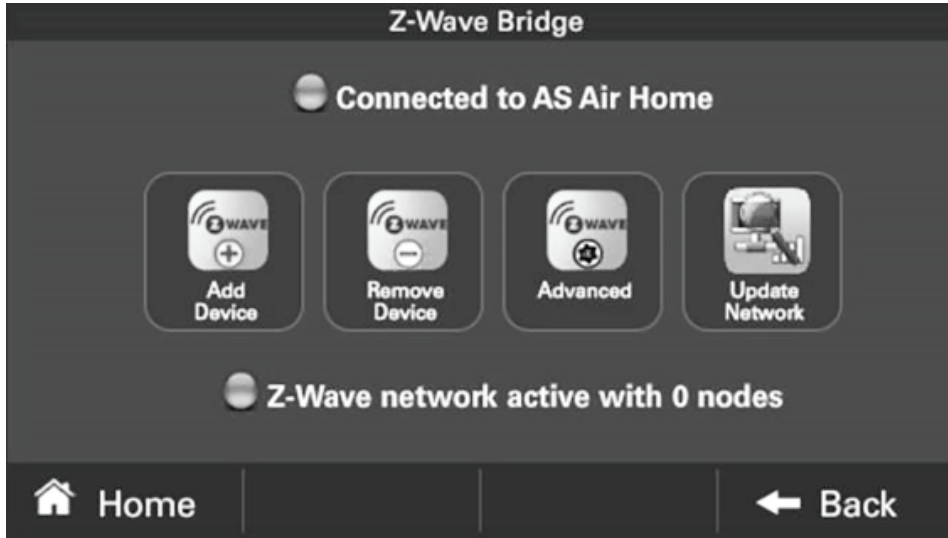 Z-Wave Bridge
Connected to AS Air Home
Z WAVE
Z WAVE
Z WAVE
Add
Device
Remove
Device
Advanced
Update
Network
Z-Wave network active with 0 nodes
Home
Back